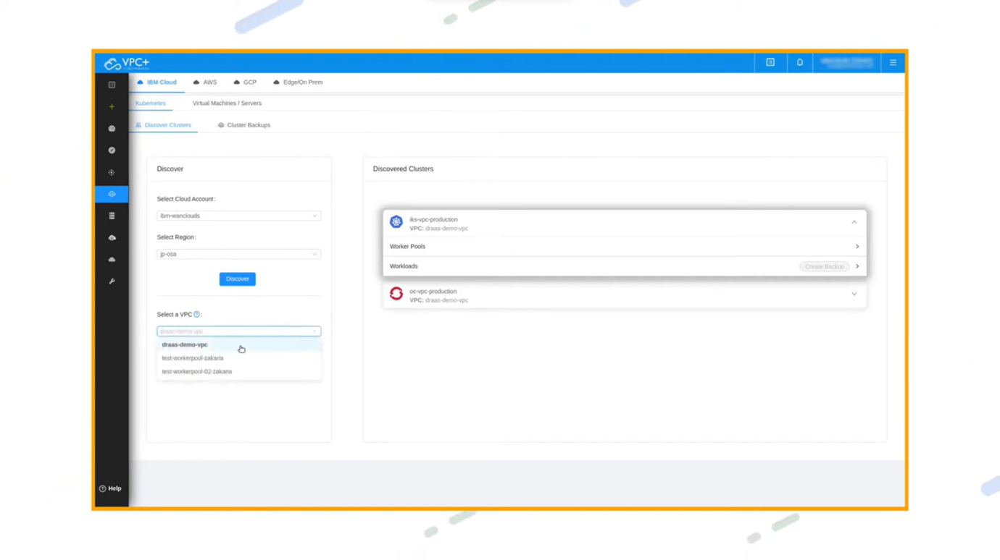 VPC+
IBM Cloud
AWS
GCP
Edge/On Prem
Kubernetes
Virtual Machines / Servers
Discover Clusters
Cluster Backups
Discover
Select Cloud Account:
ibm-wanclouds
Select Region:
jp-osa
Discover
Select a VPC ? :
draas-demo-vpc
draas-demo-vpc
test-workerpool-zakaria
test-workerpool-02-zakaria
Discovered Clusters
iks-vpc-production
VPC: draas-demo-vpc
Worker Pools
Workloads
Create Backup
oc-vpc-production
VPC: draas-demo-vpc
? Help